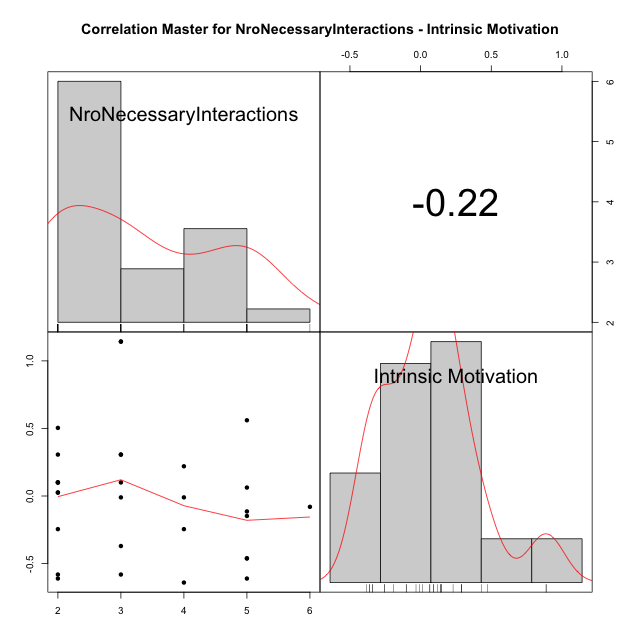 Correlation Master for NroNecessaryInteractions - Intrinsic Motivation
-0.5 0.0 0.5 1.0
NroNecessaryInteractions
-0.22
6
5
4
3
2
Intrinsic Motivation
1.0
0.5
0.0
-0.5
2 3 4 5 6